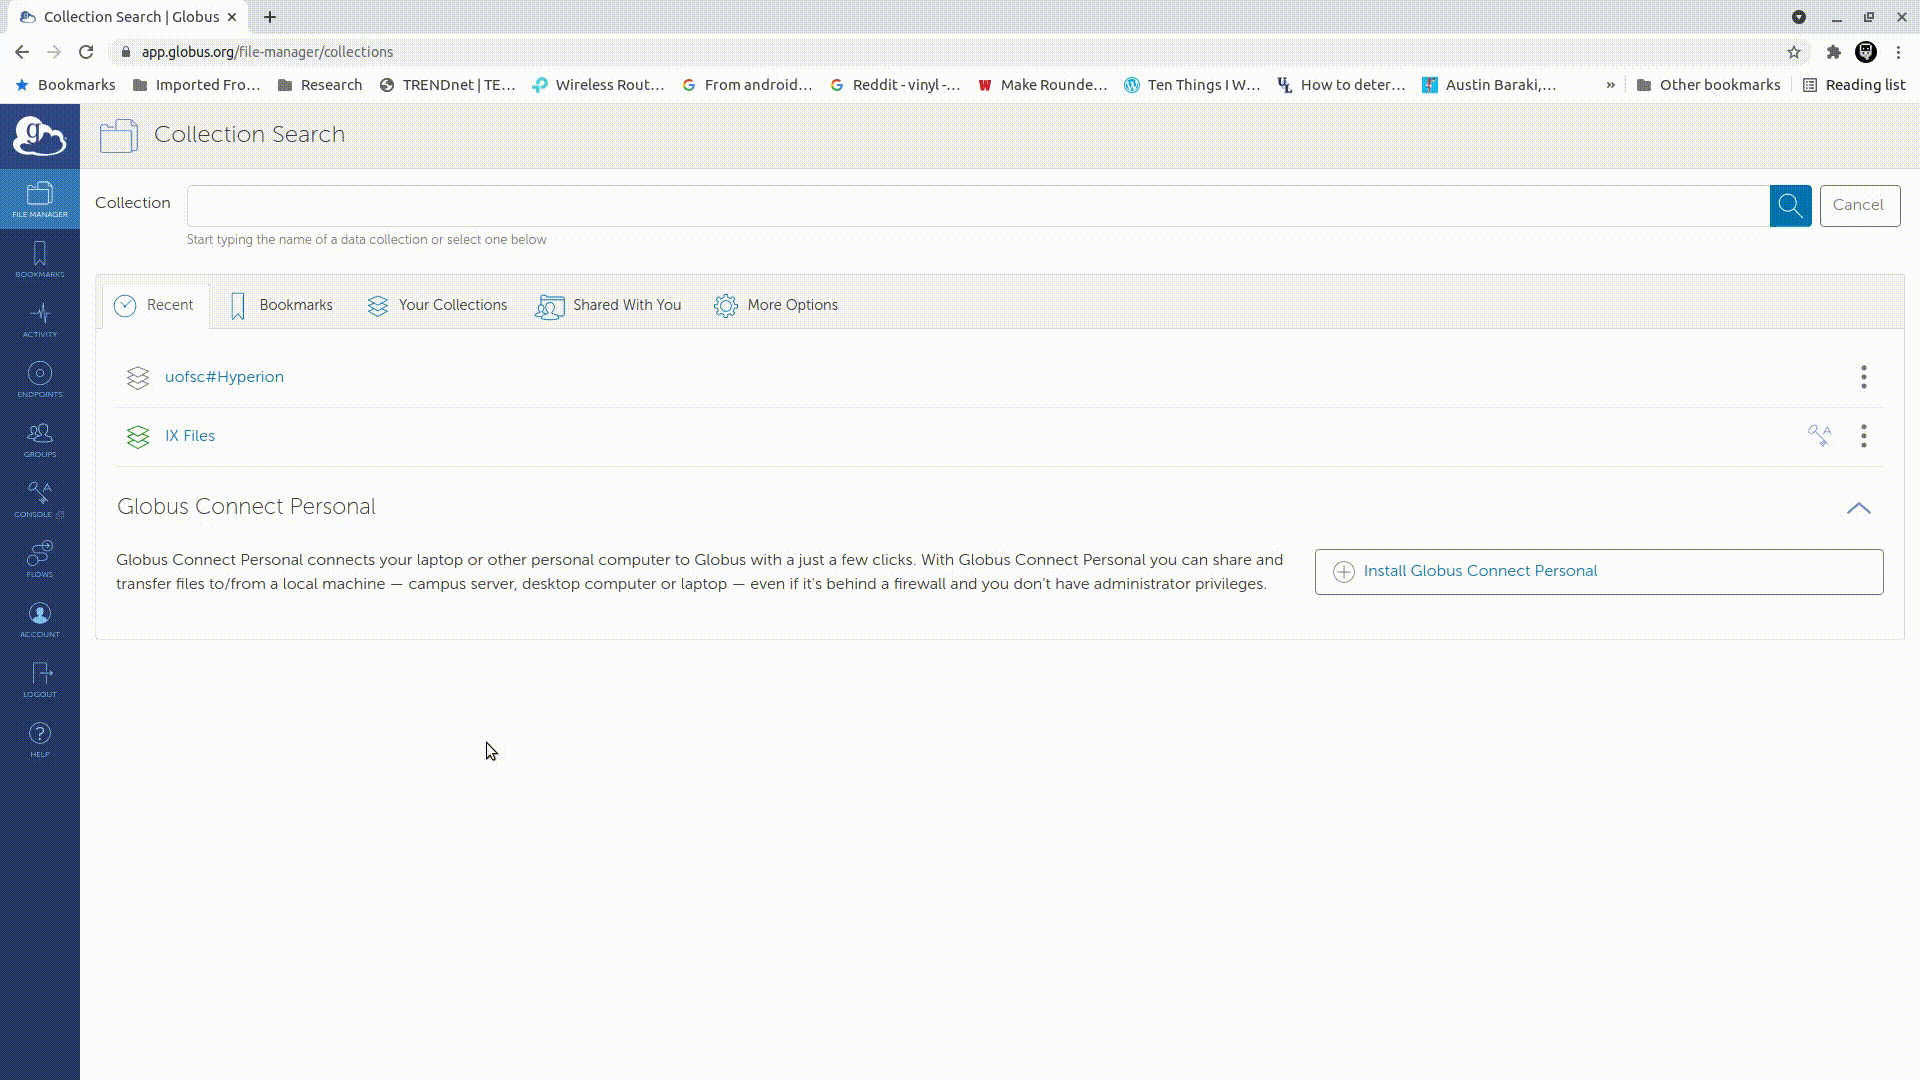 Collection Search | Globus
app.globus.org/file-manager/collections
Bookmarks
Imported Fro...
Research
TRENDnet | TE...
Wireless Rout...
From android...
Reddit - vinyl -...
Make Rounde...
Ten Things I W...
How to deter...
Austin Baraki,...
»
Other bookmarks
Reading list
g
Collection Search
FILE MANAGER
BOOKMARKS
ACTIVITY
ENDPOINTS
GROUPS
CONSOLE
FLOWS
ACCOUNT
LOGOUT
HELP
Collection
Cancel
Start typing the name of a data collection or select one below
Recent
Bookmarks
Your Collections
Shared With You
More Options
uofsc#Hyperion
IX Files
Globus Connect Personal
Globus Connect Personal connects your laptop or other personal computer to Globus with a just a few clicks. With Globus Connect Personal you can share and
transfer files to/from a local machine — campus server, desktop computer or laptop — even if it's behind a firewall and you don't have administrator privileges.
Install Globus Connect Personal